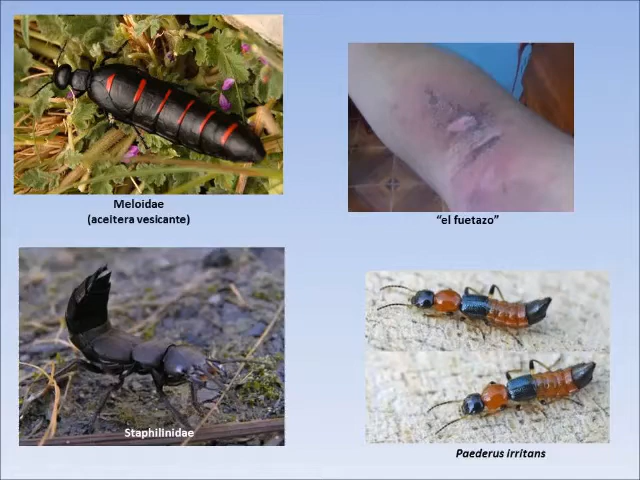 Meloidae
(aceitera vesicante)
“el fuetazo”
Staphilinidae
Paederus irritans